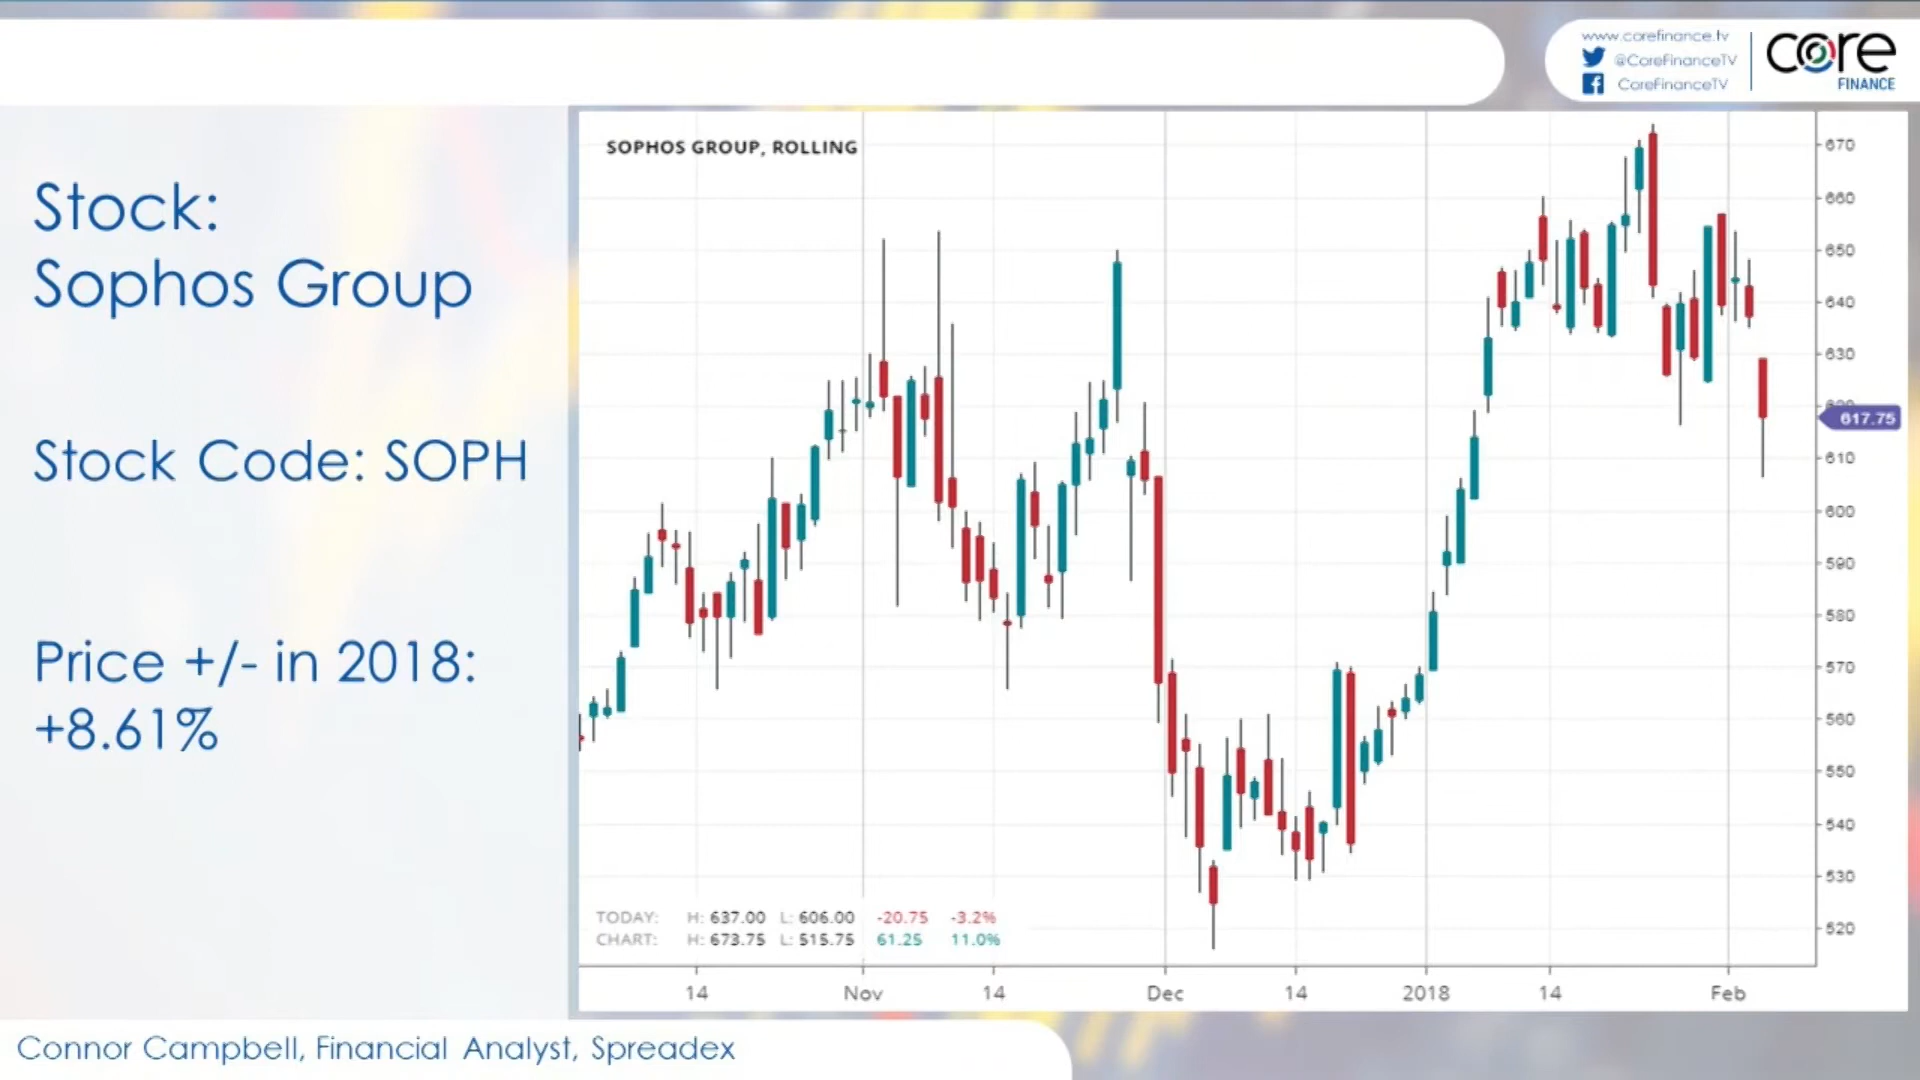 www.corefinance.tv
@CoreFinanceTV
CoreFinanceTV
core
FINANCE
Stock:
Sophos Group
Stock Code: SOPH
Price +/- in 2018:
+8.61%
SOPHOS GROUP, ROLLING
670
660
650
640
630
617.75
610
600
590
580
570
560
550
540
530
520
TODAY: H: 637.00 L: 606.00 -20.75 -3.2%
CHART: H: 673.75 L: 515.75 61.25 11.0%
14 Nov 14 Dec 14 2018 14 Feb
Connor Campbell, Financial Analyst, Spreadex